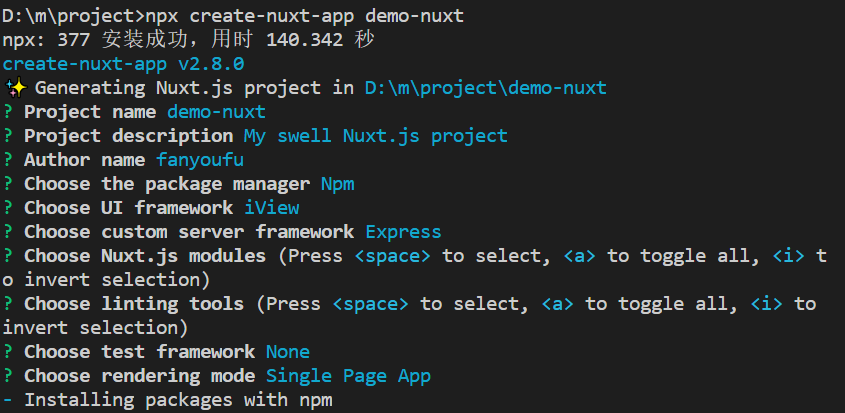 D:\m\project>npx create-nuxt-app demo-nuxt
npx: 377 安装成功，用时 140.342 秒
create-nuxt-app v2.8.0
✨ Generating Nuxt.js project in D:\m\project\demo-nuxt
? Project name demo-nuxt
? Project description My swell Nuxt.js project
? Author name fanyoufu
? Choose the package manager Npm
? Choose UI framework iView
? Choose custom server framework Express
? Choose Nuxt.js modules (Press <space> to select, <a> to toggle all, <i> t
o invert selection)
? Choose linting tools (Press <space> to select, <a> to toggle all, <i> to
invert selection)
? Choose test framework None
? Choose rendering mode Single Page App
- Installing packages with npm